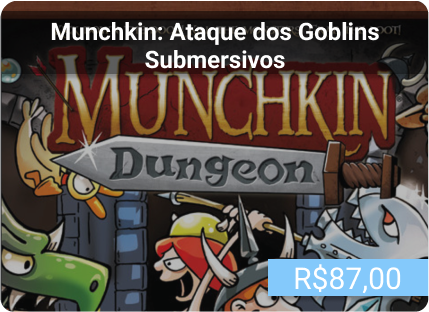 Munchkin: Ataque dos Goblins
Submersivos
MUNCHKIN
Dungeon
R$87,00